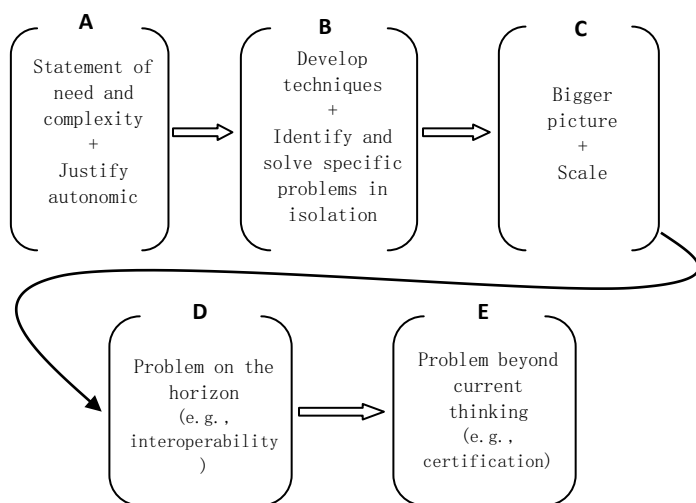 A
Statement of
need and
complexity
+
Justify
autonomic
B
Develop
techniques
+
Identify and
solve specific
problems in
isolation
C
Bigger
picture
+
Scale
D
Problem on the
horizon
(e.g.,
interoperability
)
E
Problem beyond
current
thinking
(e.g.,
certification)